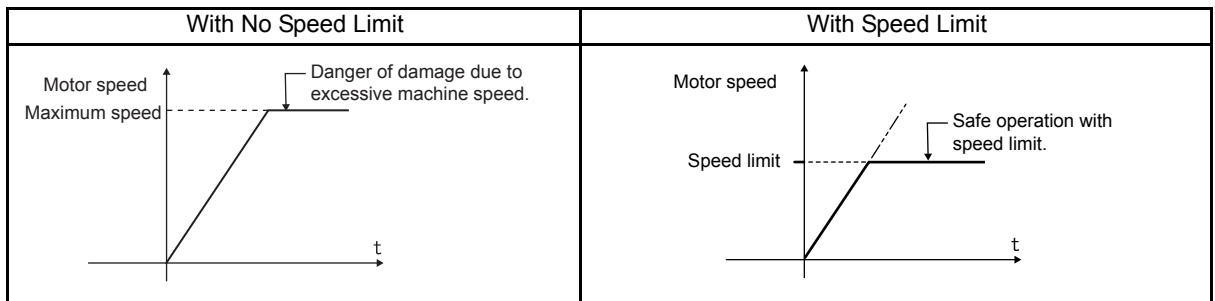 With No Speed Limit
Motor speed
Maximum speed
Danger of damage due to
excessive machine speed.
t
With Speed Limit
Motor speed
Speed limit
Safe operation with
speed limit.
t